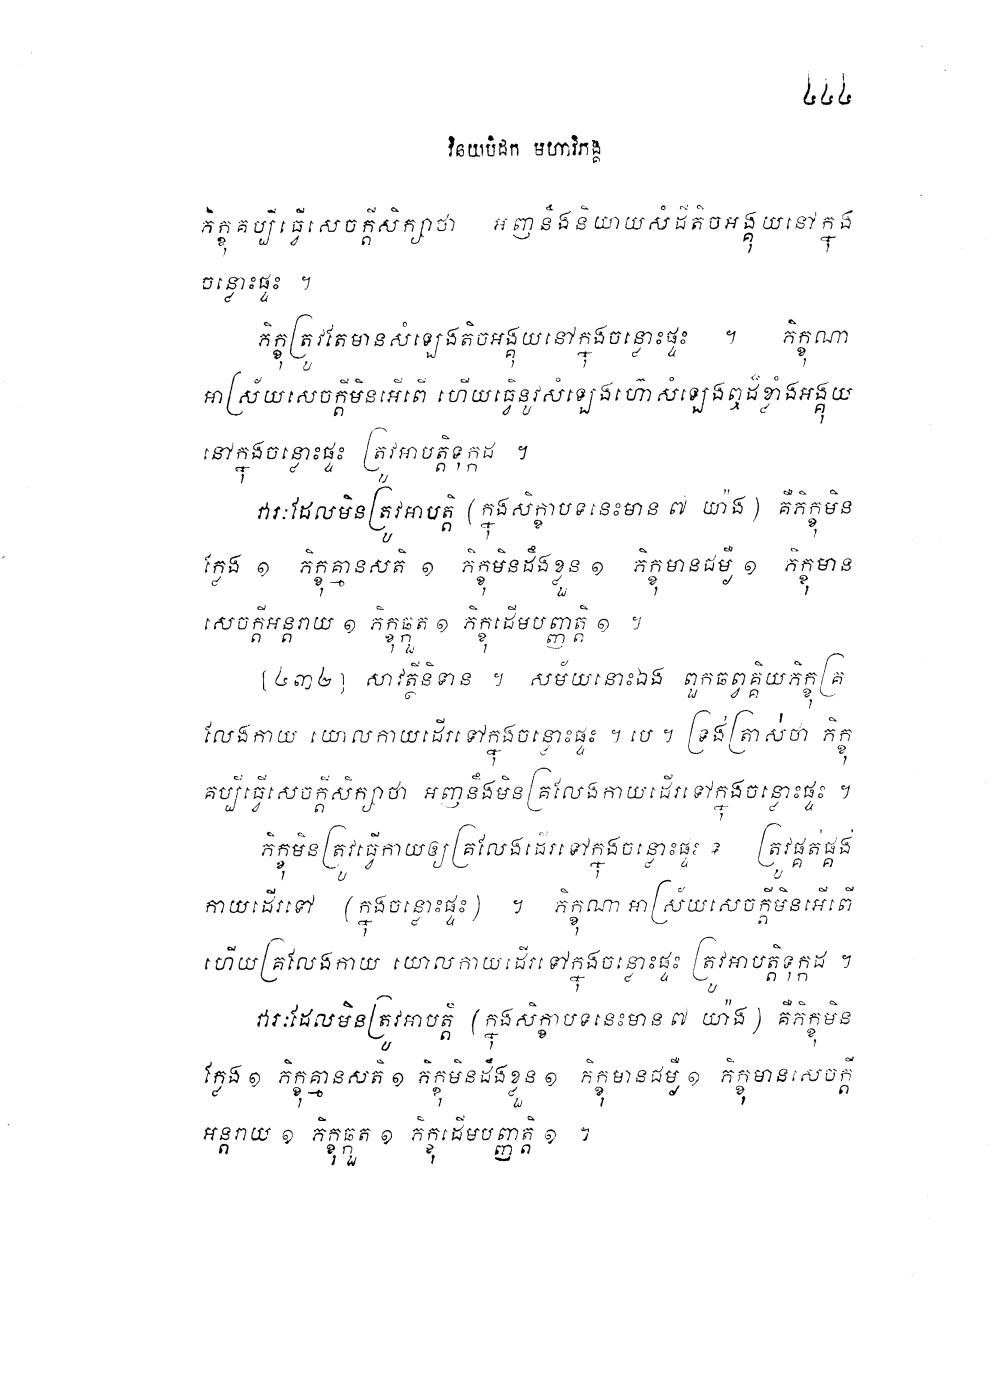 ៤៤៤
វិនយបិដក មហាវិភង្គ
ភិក្ខុគប្បីធ្វើសេចក្តីសិក្សាថា អញនឹងនិយាយសំដីតិចអង្គុយនៅក្នុង
ចន្លោះផ្ទះ ។
ភិក្ខុត្រូវតែមានសំឡេងតិចអង្គុយនៅក្នុងចន្លោះផ្ទះ ។ ភិក្ខុណា
អាស្រ័យសេចក្តីមិនអើពើ ហើយធ្វើនូវសំឡេងហ៊ោសំឡេងឮដ៏ខ្លាំងអង្គុយ
នៅក្នុងចន្លោះផ្ទះ ត្រូវអាបត្តិទុក្កដ ។
វារៈដែលមិនត្រូវអាបត្តិ (ក្នុងសិក្ខាបទនេះមាន ៧ យ៉ាង) គឺភិក្ខុមិន
ក្លែង ១ ភិក្ខុគ្មានសតិ ១ ភិក្ខុមិនដឹងខ្លួន ១ ភិក្ខុមានជម្ងឺ ១ ភិក្ខុមាន
សេចក្តីអន្តរាយ ១ ភិក្ខុឆ្កួត ១ ភិក្ខុដើមបញ្ញត្តិ ១ ។
[៤៣៤] សាវត្ថីនិទាន ។ សម័យនោះឯង ពួកឆព្វគ្គិយភិក្ខុគ្រ
លែងកាយ យោលកាយដើរទៅក្នុងចន្លោះផ្ទះ ។ បេ ។ ទ្រង់ត្រាស់ថា ភិក្ខុ
គប្បីធ្វើសេចក្តីសិក្សាថា អញនឹងមិនគ្រលែងកាយដើរទៅក្នុងចន្លោះផ្ទះ ។
ភិក្ខុមិនត្រូវធ្វើកាយឲ្យគ្រលែងដើរទៅក្នុងចន្លោះផ្ទះ ។ ត្រូវផ្គត់ផ្គង់
កាយដើរទៅ (ក្នុងចន្លោះផ្ទះ) ។ ភិក្ខុណាអាស្រ័យសេចក្តីមិនអើពើ
ហើយគ្រលែងកាយ យោលកាយដើរទៅក្នុងចន្លោះផ្ទះ ត្រូវអាបត្តិទុក្កដ ។
វារៈដែលមិនត្រូវអាបត្តិ (ក្នុងសិក្ខាបទនេះមាន ៧ យ៉ាង) គឺភិក្ខុមិន
ក្លែង ១ ភិក្ខុគ្មានសតិ ១ ភិក្ខុមិនដឹងខ្លួន ១ ភិក្ខុមានជម្ងឺ ១ ភិក្ខុមានសេចក្តី
អន្តរាយ ១ ភិក្ខុឆ្កួត ១ ភិក្ខុដើមបញ្ញត្តិ ១ ។